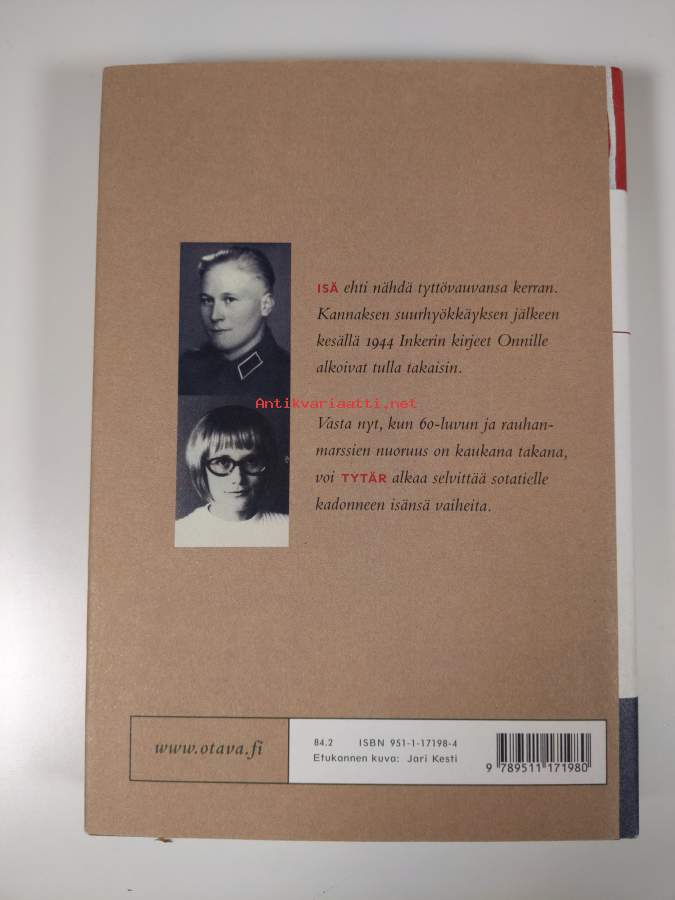 ISÄ ehti nähdä tyttövauvansa kerran.
Kannaksen suurhyökkäyksen jälkeen
kesällä 1944 Inkerin kirjeet Onnille
alkoivat tulla takaisin.
Antikvariaatti.net
Vasta nyt, kun 60-luvun ja rauhan-
marssien nuoruus on kaukana takana,
voi TYTÄR alkaa selvittää sotatielle
kadonneen isänsä vaiheita.
www.otava.fi
84.2 ISBN 951-1-17198-4
Etukannen kuva: Jari Kesti
9 789511 171980